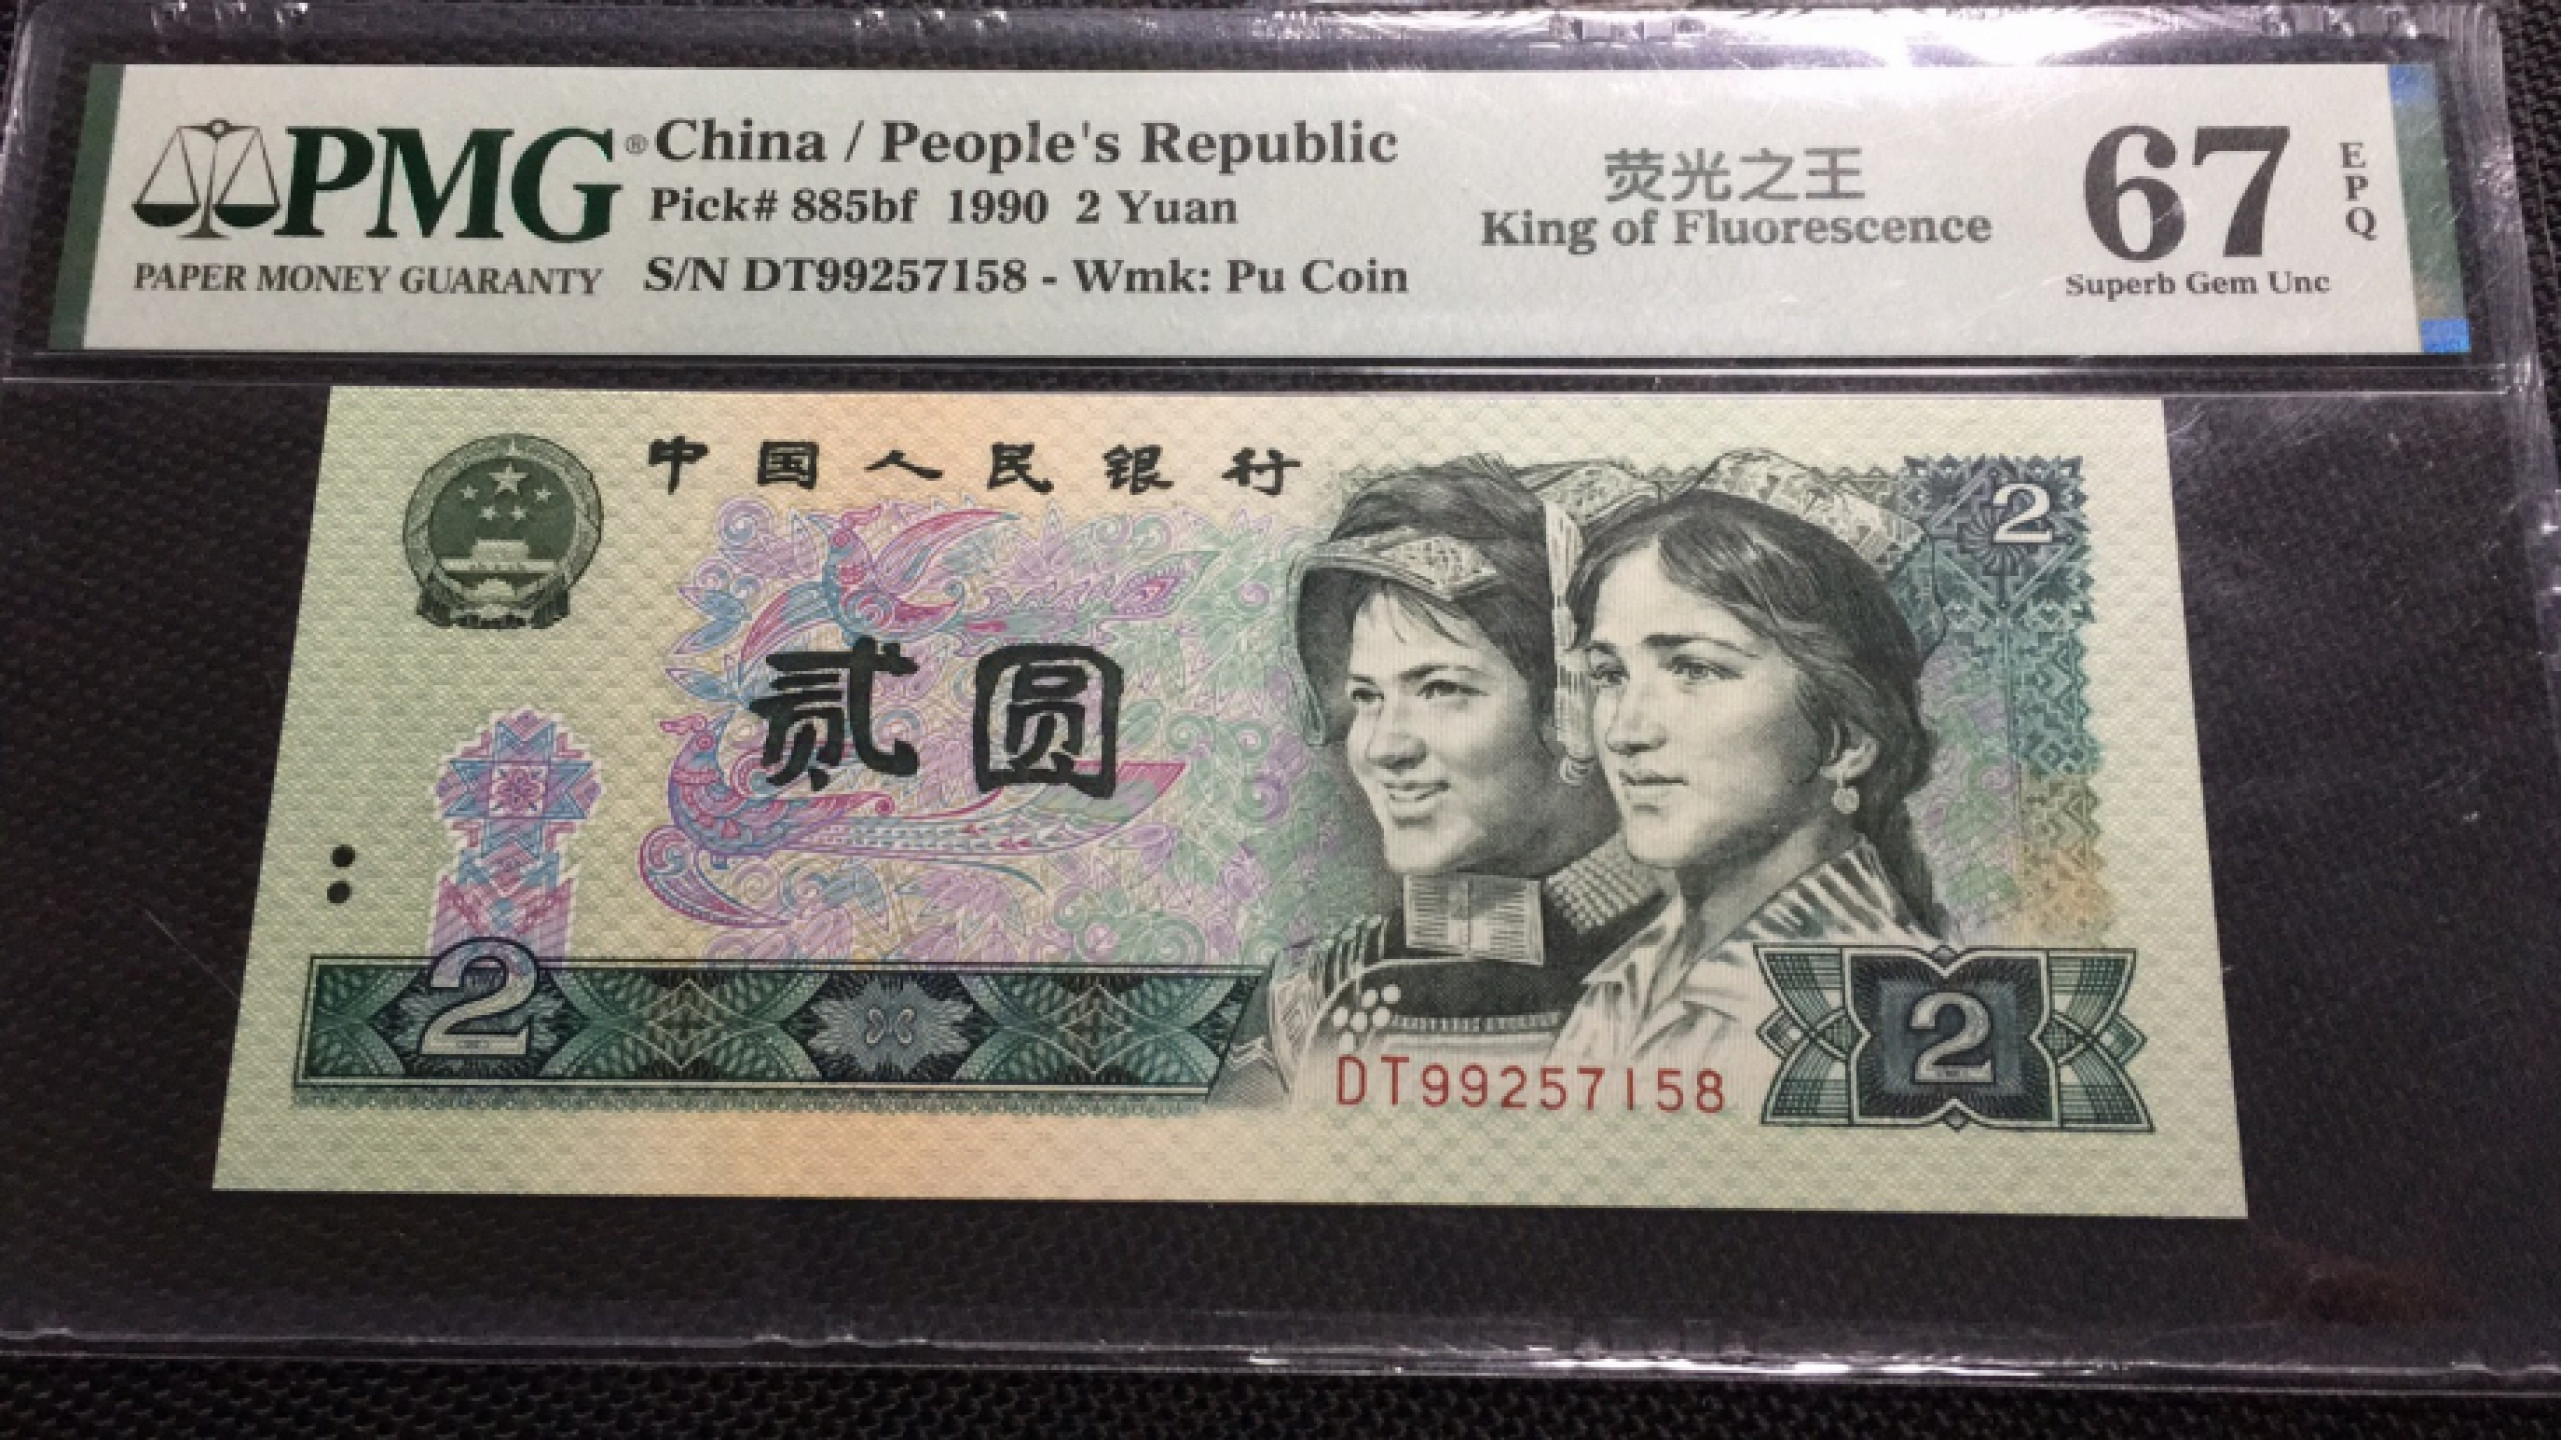 PMG® China / People's Republic
Pick# 885bf 1990 2 Yuan
PAPER MONEY GUARANTY
S/N DT99257158 - Wmk: Pu Coin
荧光之王
King of Fluorescence
67
EPQ
Superb Gem Unc
中国人民银行
2
贰圆
2
2
DT99257158